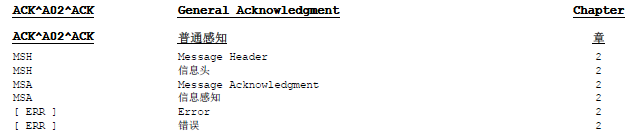 ACK^A02^ACK General Acknowledgment Chapter
ACK^A02^ACK 普通感知 章
MSH Message Header 2
MSH 信息头 2
MSA Message Acknowledgment 2
MSA 信息感知 2
[ ERR ] Error 2
[ ERR ] 错误 2